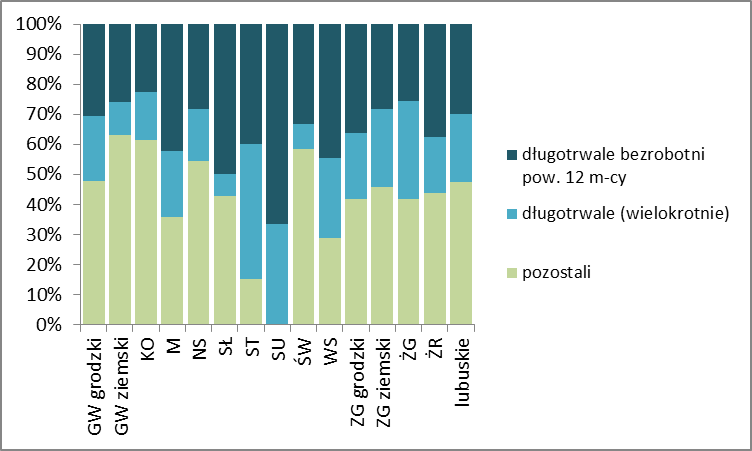 100%
90%
80%
70%
60%
50%
40%
30%
20%
10%
0%
GW grodzki
GW ziemski
KO
M
NS
SŁ
ST
SU
ŚW
WS
ZG grodzki
ZG ziemski
ŻG
ŻR
lubuskie
długotrwale bezrobotni
pow. 12 m-cy
długotrwale (wielokrotnie)
pozostali